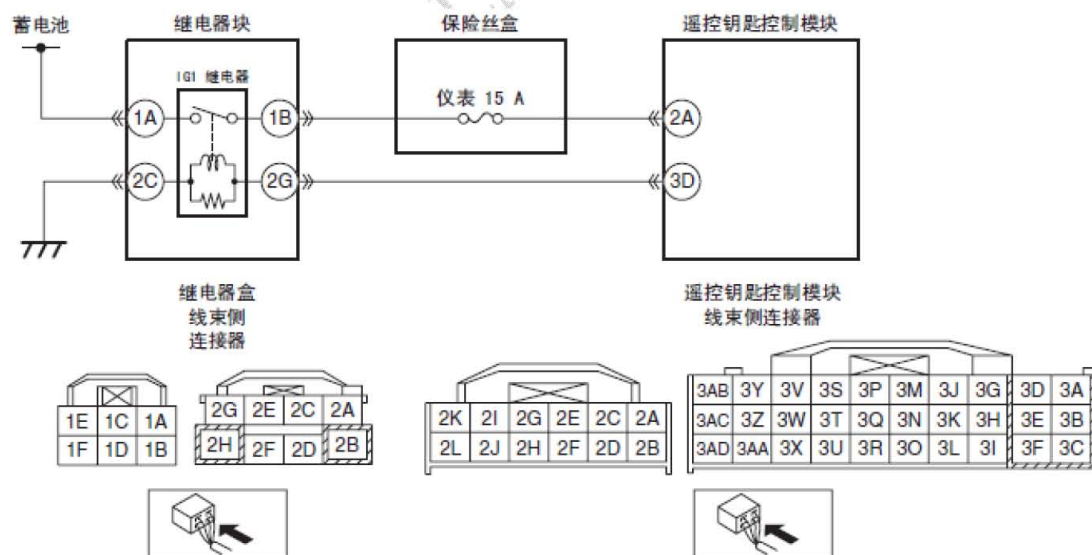 蓄电池 继电器块 保险丝盒 遥控钥匙控制模块
IG1 继电器
仪表 15 A
1A 1B 2A
2C 2G 3D
继电器盒
线束侧
连接器
遥控钥匙控制模块
线束侧连接器
1E 1C 1A
1F 1D 1B
2G 2E 2C 2A
2H 2F 2D 2B
2K 2I 2G 2E 2C 2A
2L 2J 2H 2F 2D 2B
3AB 3Y 3V 3S 3P 3M 3J 3G 3D 3A
3AC 3Z 3W 3T 3Q 3N 3K 3H 3E 3B
3AD 3AA 3X 3U 3R 3O 3L 3I 3F 3C